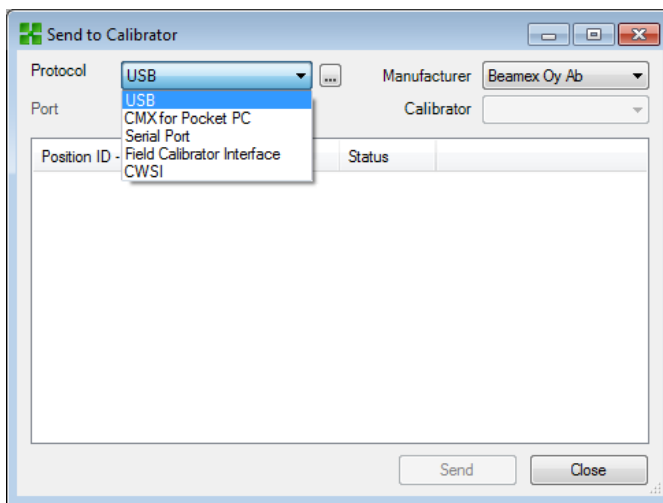 Send to Calibrator
Protocol USB ... Manufacturer Beamex Oy Ab
USB
Port CMX for Pocket PC Calibrator
Serial Port
Position ID - Field Calibrator Interface Status
CWSI
Send Close